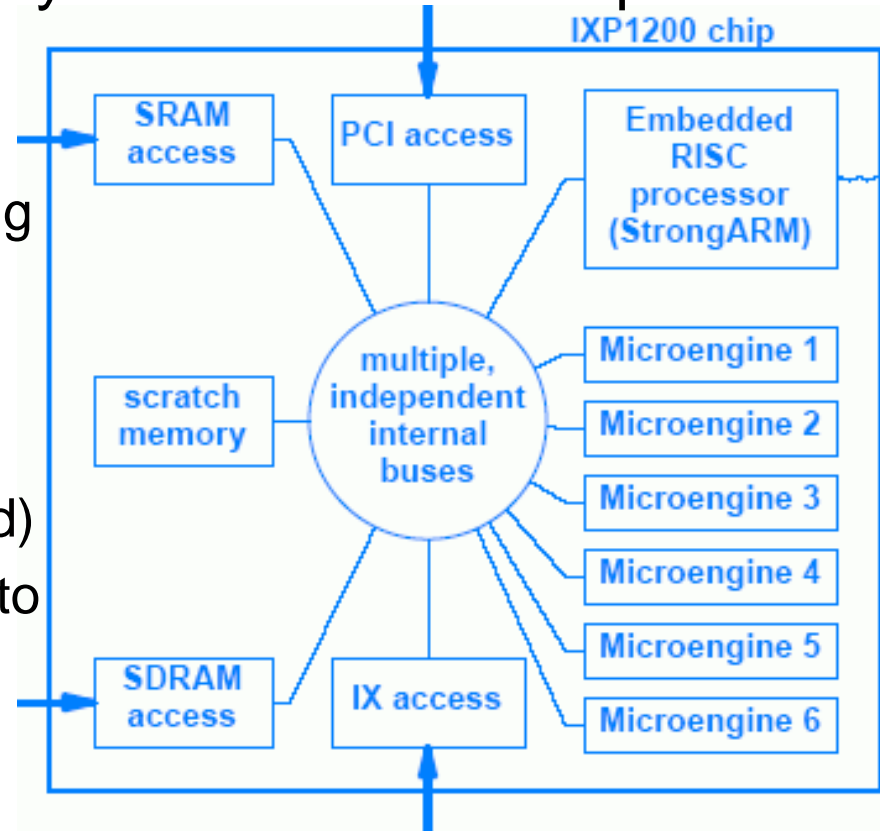 IXP1200 chip
SRAM
access
PCI access
Embedded
RISC
processor
(StrongARM)
g
multiple,
independent
internal
buses
scratch
memory
Microengine 1
Microengine 2
Microengine 3
Microengine 4
Microengine 5
Microengine 6
d)
to
SDRAM
access
IX access